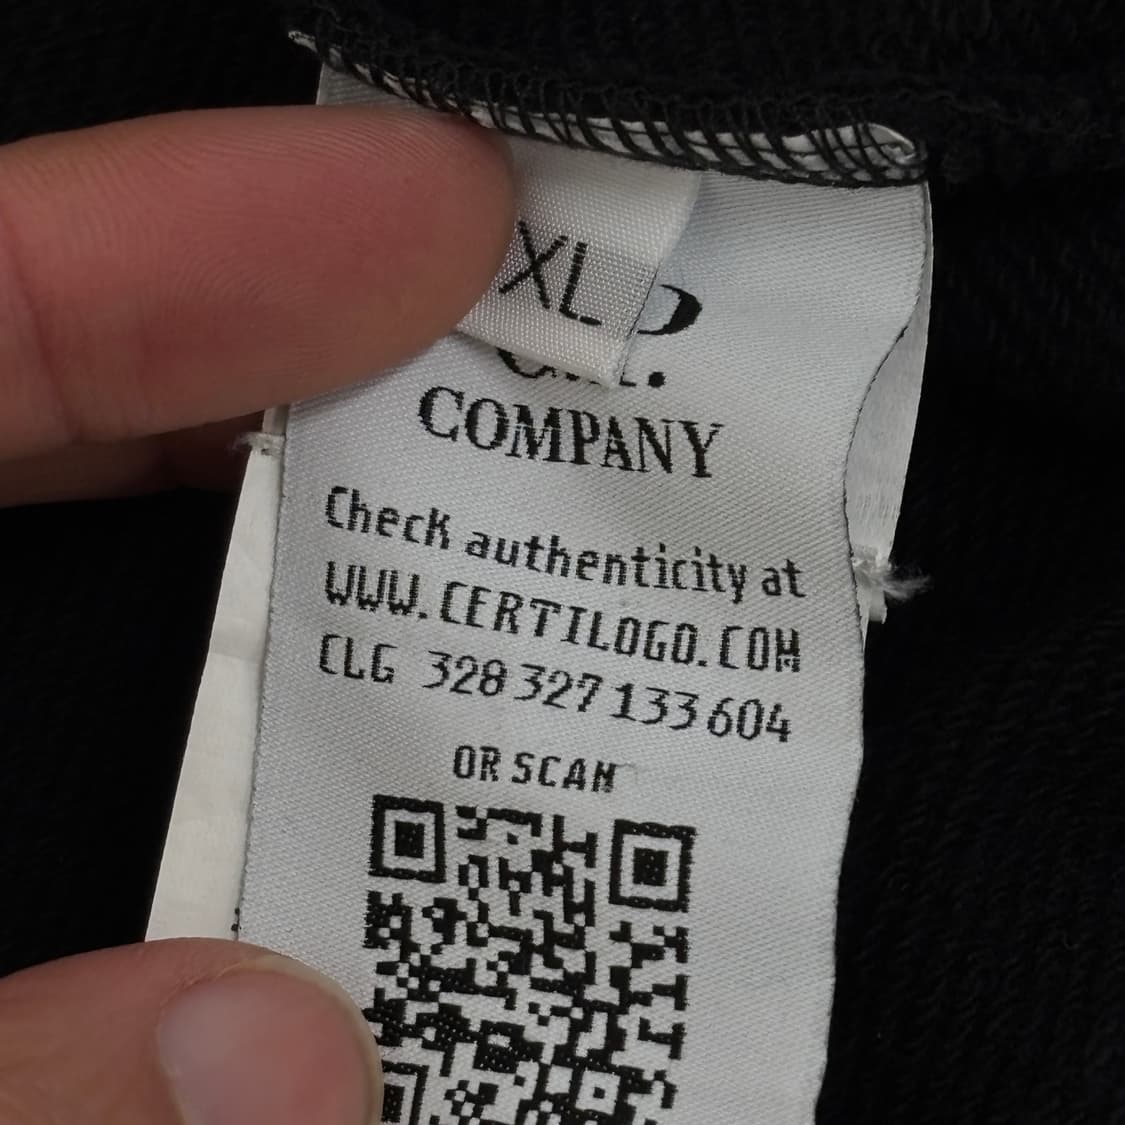 XL
COMPANY
Check authenticity at
WWW.CERTILOGO.COM
CLG 328 327 133 604
OR SCAN